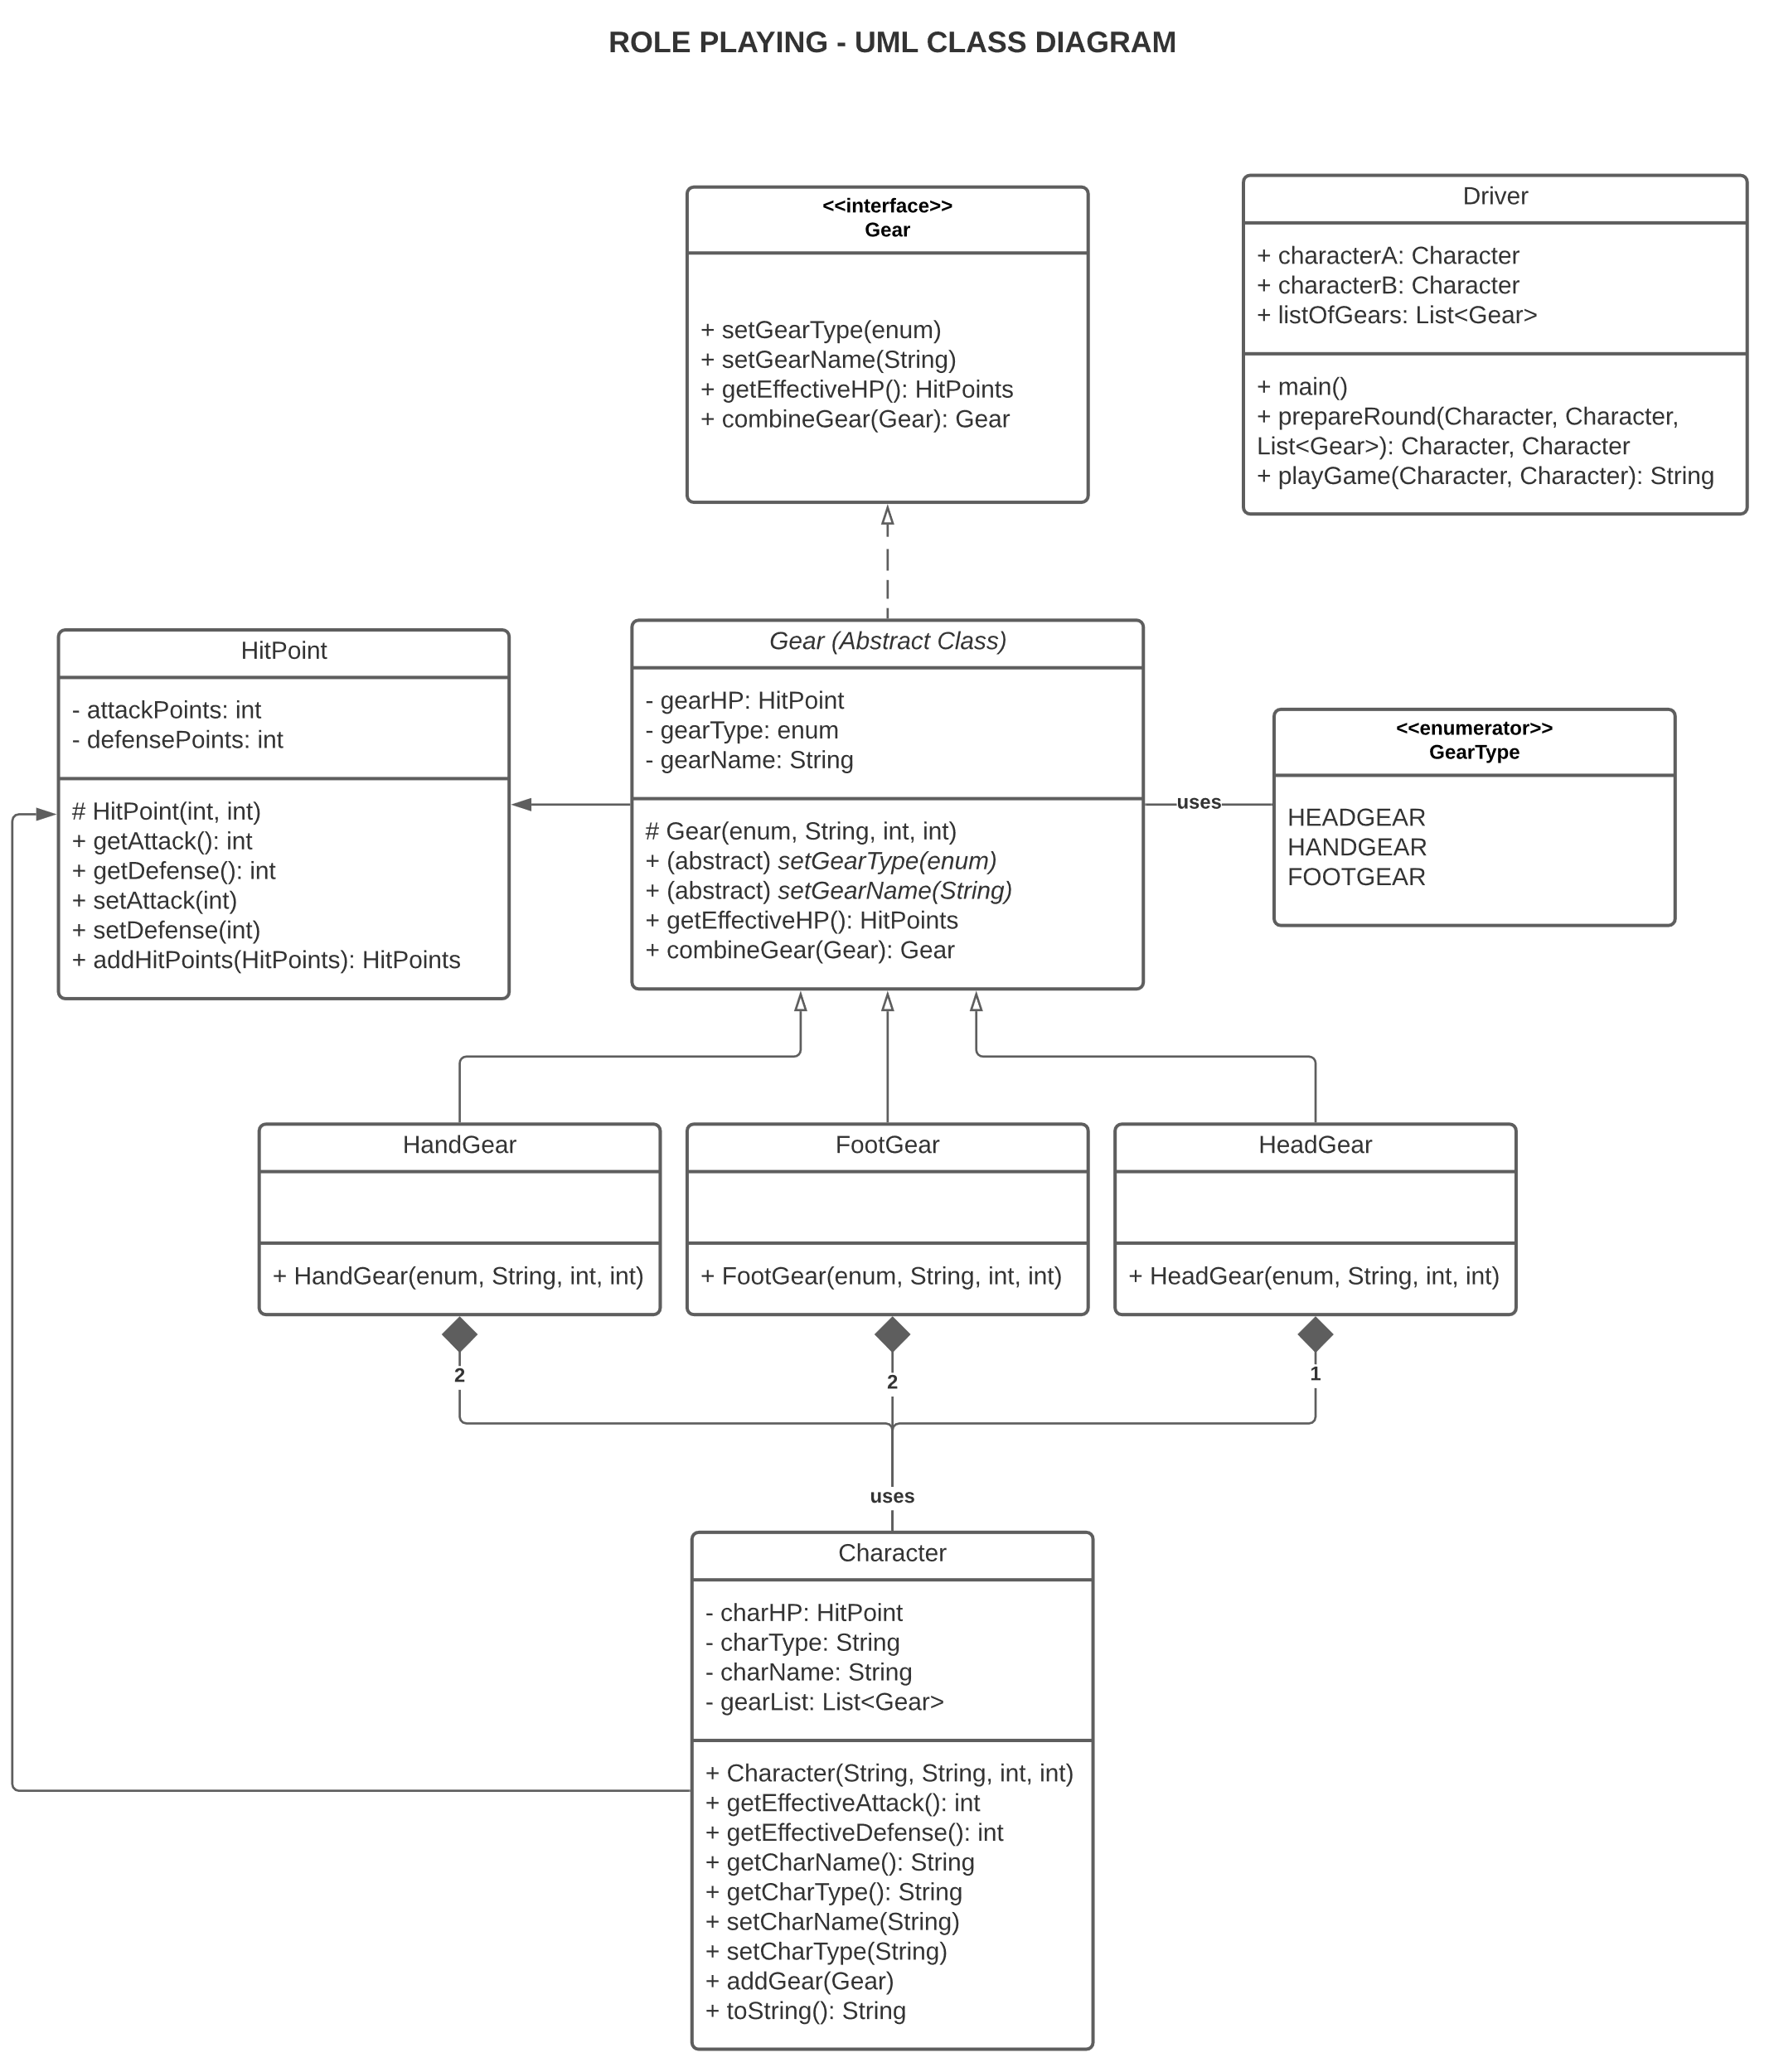 ROLE PLAYING - UML CLASS DIAGRAM
<<interface>>
Gear
+ setGearType(enum)
+ setGearName(String)
+ getEffectiveHP(): HitPoints
+ combineGear(Gear): Gear
Driver
+ characterA: Character
+ characterB: Character
+ listOfGears: List<Gear>
+ main()
+ prepareRound(Character, Character,
List<Gear>): Character, Character
+ playGame(Character, Character): String
HitPoint
- attackPoints: int
- defensePoints: int
# HitPoint(int, int)
+ getAttack(): int
+ getDefense(): int
+ setAttack(int)
+ setDefense(int)
+ addHitPoints(HitPoints): HitPoints
Gear (Abstract Class)
- gearHP: HitPoint
- gearType: enum
- gearName: String
# Gear(enum, String, int, int)
+ (abstract) setGearType(enum)
+ (abstract) setGearName(String)
+ getEffectiveHP(): HitPoints
+ combineGear(Gear): Gear
uses
<<enumerator>>
GearType
HEADGEAR
HANDGEAR
FOOTGEAR
HandGear
+ HandGear(enum, String, int, int)
FootGear
+ FootGear(enum, String, int, int)
HeadGear
+ HeadGear(enum, String, int, int)
2
2
1
uses
Character
- charHP: HitPoint
- charType: String
- charName: String
- gearList: List<Gear>
+ Character(String, String, int, int)
+ getEffectiveAttack(): int
+ getEffectiveDefense(): int
+ getCharName(): String
+ getCharType(): String
+ setCharName(String)
+ setCharType(String)
+ addGear(Gear)
+ toString(): String